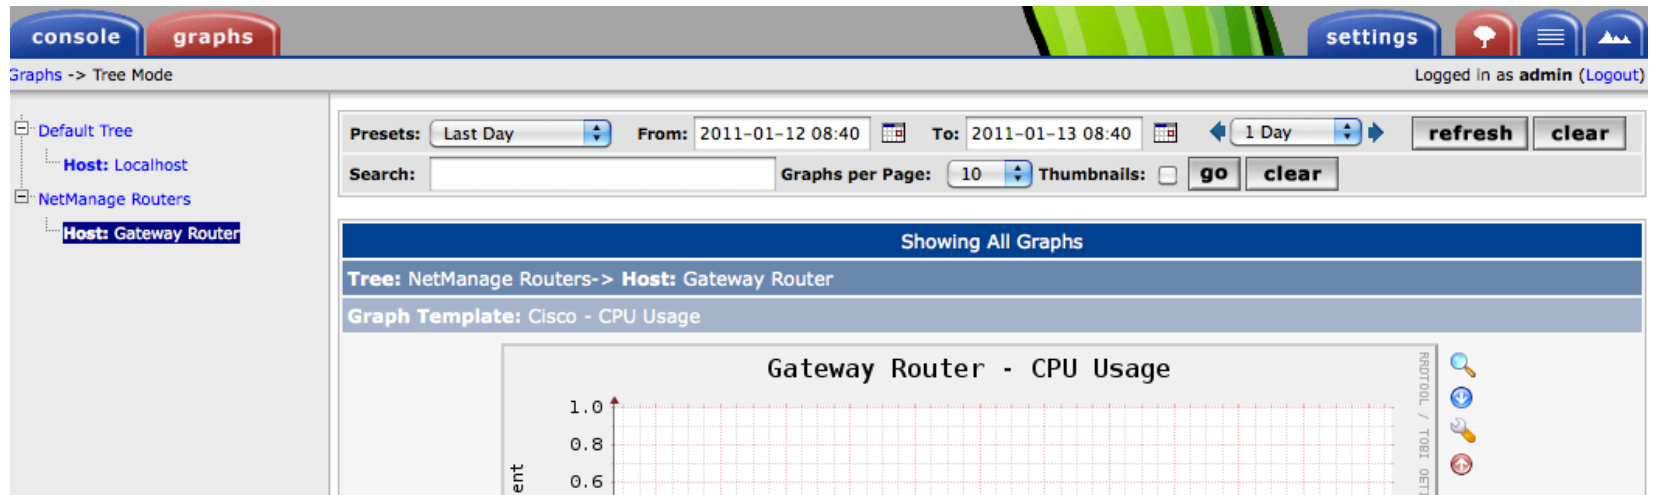 console graphs settings
Graphs -> Tree Mode Logged in as admin (Logout)
Default Tree
Host: Localhost
NetManage Routers
Host: Gateway Router
Presets: Last Day From: 2011-01-12 08:40 To: 2011-01-13 08:40 1 Day refresh clear
Search: Graphs per Page: 10 Thumbnails: go clear
Showing All Graphs
Tree: NetManage Routers-> Host: Gateway Router
Graph Template: Cisco - CPU Usage
Gateway Router - CPU Usage
1.0
0.8
0.6
RRDTOOL / TOBI